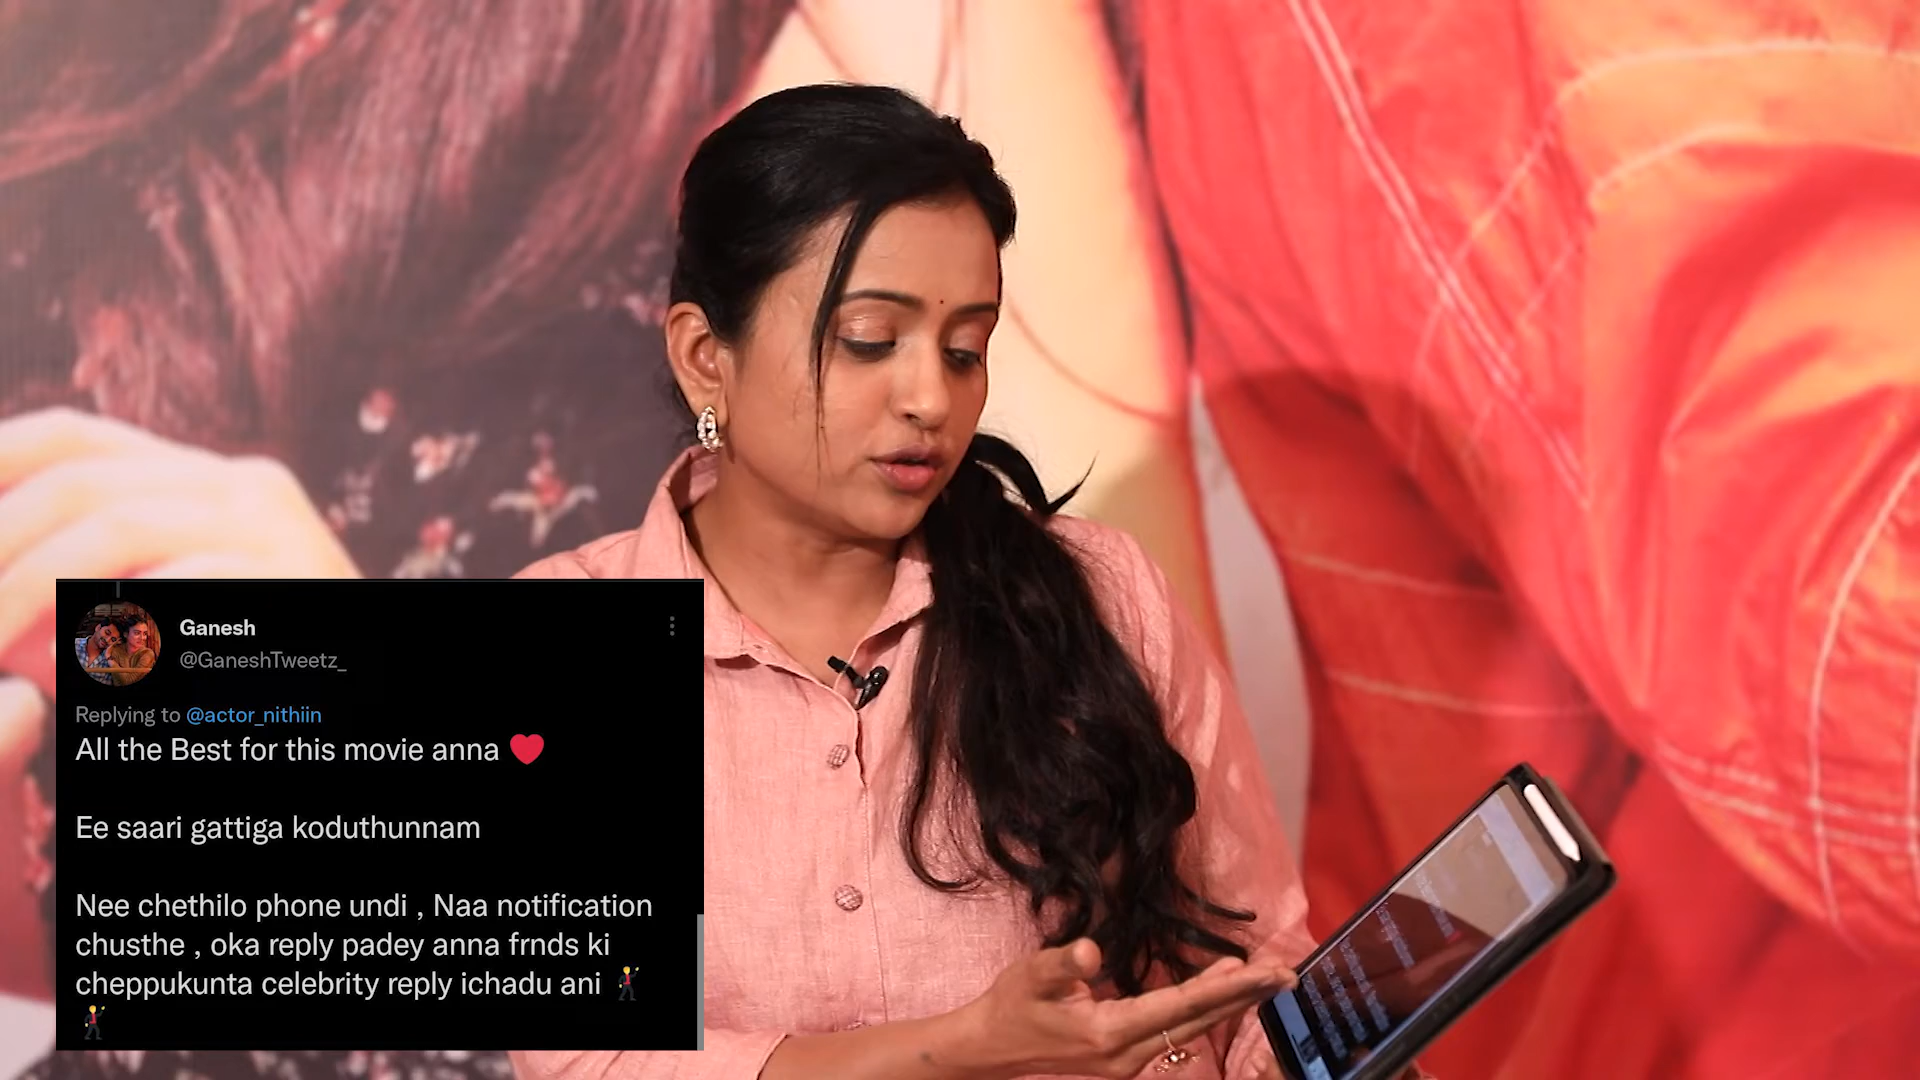 Ganesh
@GaneshTweetz_
Replying to @actor_nithiin
All the Best for this movie anna ❤️
Ee saari gattiga koduthunnam
Nee chethilo phone undi , Naa notification
chusthe , oka reply padey anna frnds ki
cheppukunta celebrity reply ichadu ani 🕺
🕺